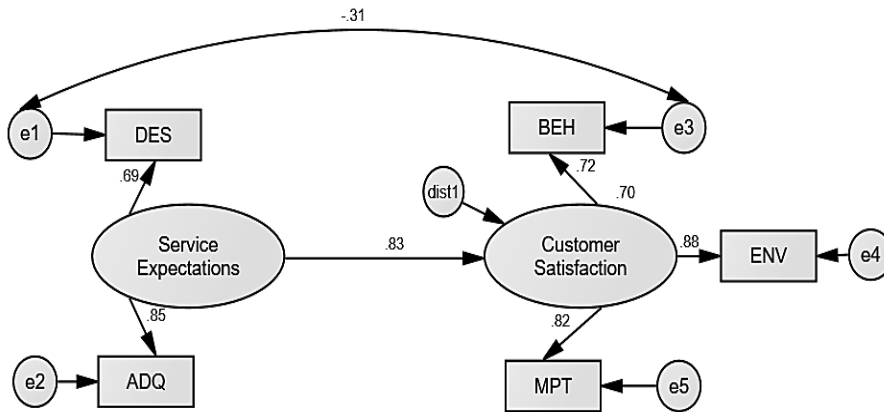 -.31
e1
DES
BEH
e3
.69
.72
dist1
.70
Service
Expectations
.83
Customer
Satisfaction
.88
ENV
e4
.85
.82
e2
ADQ
MPT
e5